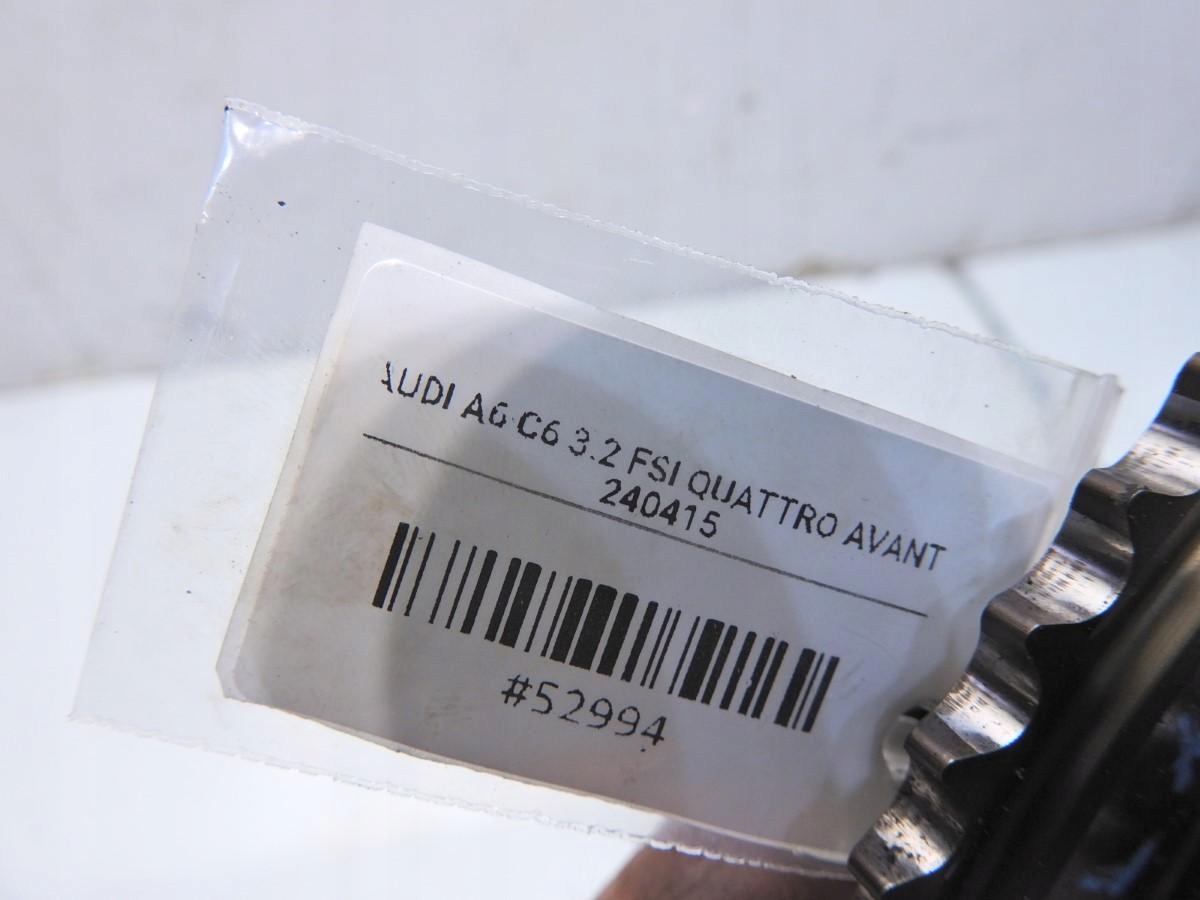 AUDI A6 C6 3.2 FSI QUATTRO AVANT
240415
#52994